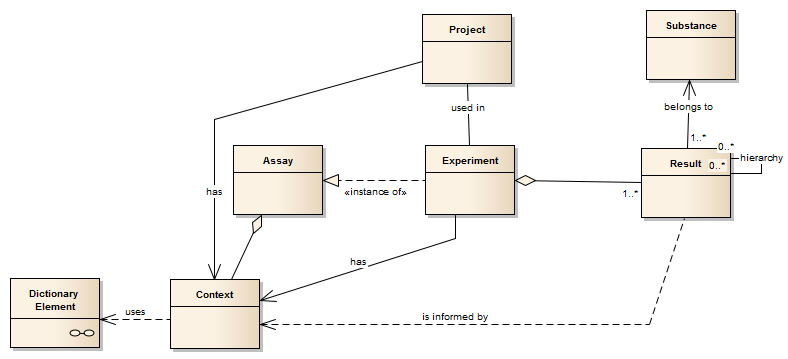 Project
Substance
used in
belongs to
1..*
0..*
hierarchy
Assay
Experiment
Result
0..*
«instance of»
has
1..*
has
Dictionary
Element
Context
uses
is informed by